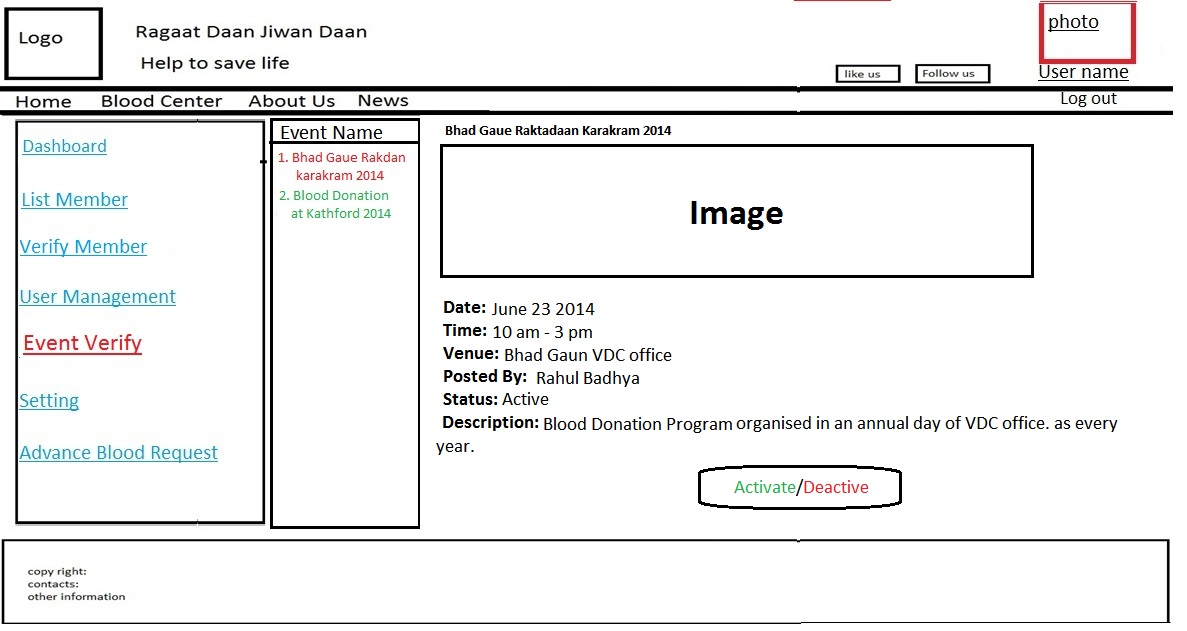 Logo
Ragaat Daan Jiwan Daan
Help to save life
like us
Follow us
photo
User name
Home Blood Center About Us News
Log out
Dashboard
List Member
Verify Member
User Management
Event Verify
Setting
Advance Blood Request
Event Name
1. Bhad Gaue Rakdan
karakram 2014
2. Blood Donation
at Kathford 2014
Bhad Gaue Raktadaan Karakram 2014
Image
Date: June 23 2014
Time: 10 am - 3 pm
Venue: Bhad Gaun VDC office
Posted By: Rahul Badhya
Status: Active
Description: Blood Donation Program organised in an annual day of VDC office. as every
year.
Activate/Deactive
copy right:
contacts:
other information